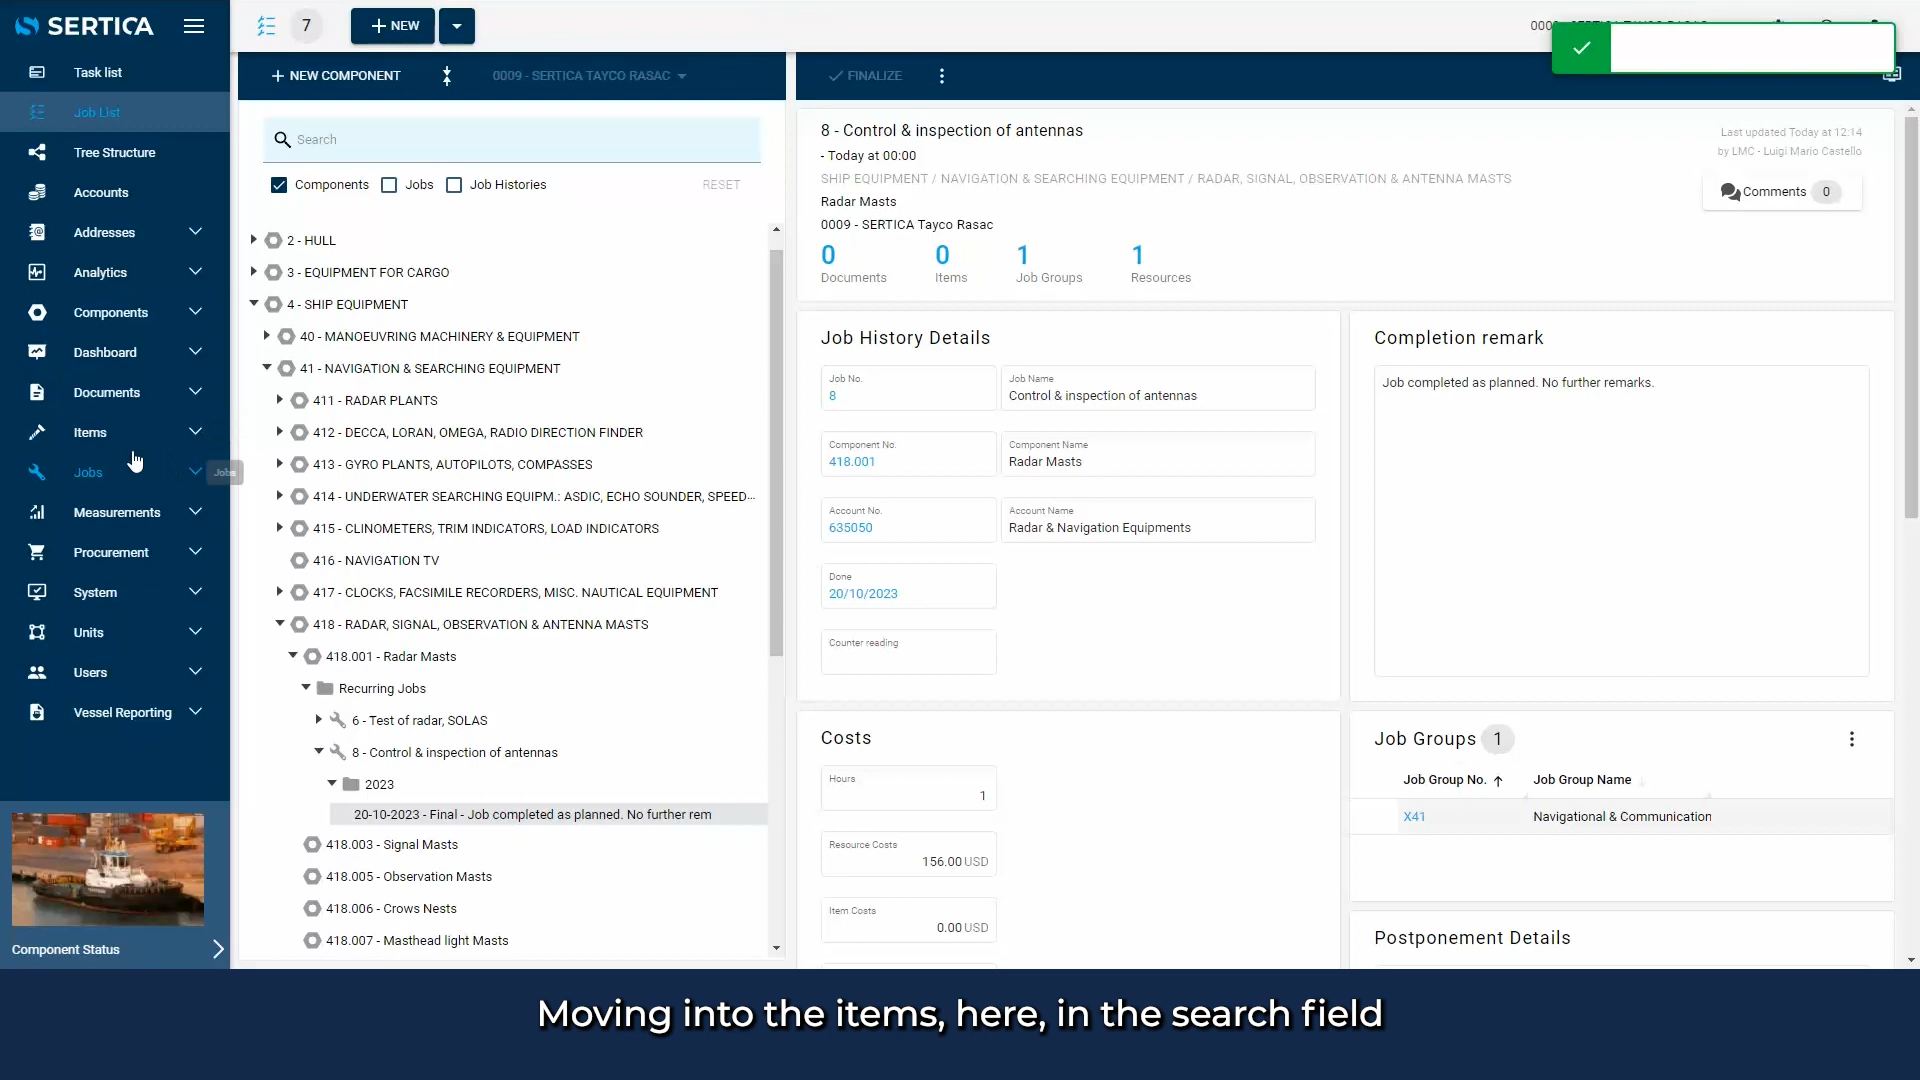 SERTICA
Task list
Job List
Tree Structure
Accounts
Addresses
Analytics
Components
Dashboard
Documents
Items
Jobs
Jobs
Measurements
Procurement
System
Units
Users
Vessel Reporting
Component Status
7
NEW
NEW COMPONENT
0009 - SERTICA TAYCO RASAC
Search
Components
Jobs
Job Histories
RESET
2 - HULL
3 - EQUIPMENT FOR CARGO
4 - SHIP EQUIPMENT
40 - MANOEUVRING MACHINERY & EQUIPMENT
41 - NAVIGATION & SEARCHING EQUIPMENT
411 - RADAR PLANTS
412 - DECCA, LORAN, OMEGA, RADIO DIRECTION FINDER
413 - GYRO PLANTS, AUTOPILOTS, COMPASSES
414 - UNDERWATER SEARCHING EQUIPM.: ASDIC, ECHO SOUNDER, SPEED-...
415 - CLINOMETERS, TRIM INDICATORS, LOAD INDICATORS
416 - NAVIGATION TV
417 - CLOCKS, FACSIMILE RECORDERS, MISC. NAUTICAL EQUIPMENT
418 - RADAR, SIGNAL, OBSERVATION & ANTENNA MASTS
418.001 - Radar Masts
Recurring Jobs
6 - Test of radar, SOLAS
8 - Control & inspection of antennas
2023
20-10-2023 - Final - Job completed as planned. No further rem
418.003 - Signal Masts
418.005 - Observation Masts
418.006 - Crows Nests
418.007 - Masthead light Masts
FINALIZE
8 - Control & inspection of antennas
- Today at 00:00
SHIP EQUIPMENT / NAVIGATION & SEARCHING EQUIPMENT / RADAR, SIGNAL, OBSERVATION & ANTENNA MASTS
Radar Masts
0009 - SERTICA Tayco Rasac
0 0 1 1
Documents Items Job Groups Resources
Last updated Today at 12:14
by LMC - Luigi Mario Castello
Comments 0
Job History Details
Job No.
8
Job Name
Control & inspection of antennas
Component No.
418.001
Component Name
Radar Masts
Account No.
635050
Account Name
Radar & Navigation Equipments
Done
20/10/2023
Counter reading
Completion remark
Job completed as planned. No further remarks.
Costs
Hours
1
Resource Costs
156.00 USD
Item Costs
0.00 USD
Job Groups 1
Job Group No. Job Group Name
X41 Navigational & Communication
Postponement Details
Moving into the items, here, in the search field